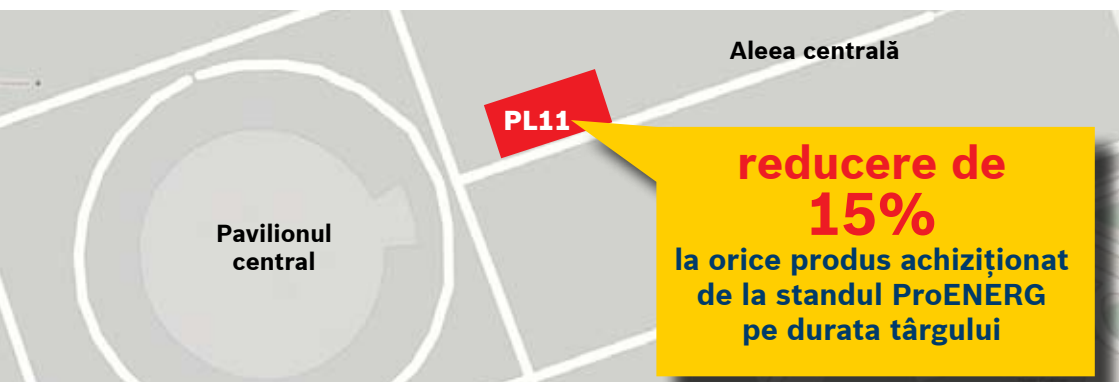 Aleea centrală
PL11
Pavilionul
central
reducere de
15%
la orice produs achiziționat
de la standul ProENERG
pe durata târgului